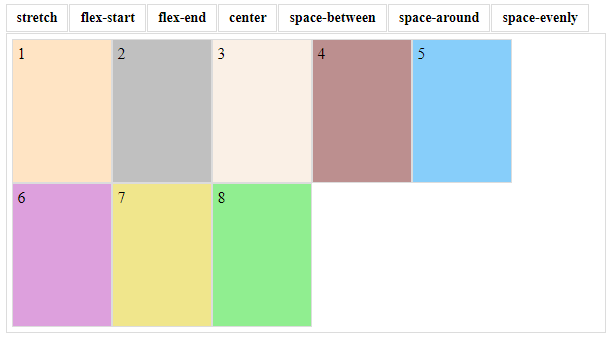 stretch flex-start flex-end center space-between space-around space-evenly
1 2 3 4 5
6 7 8